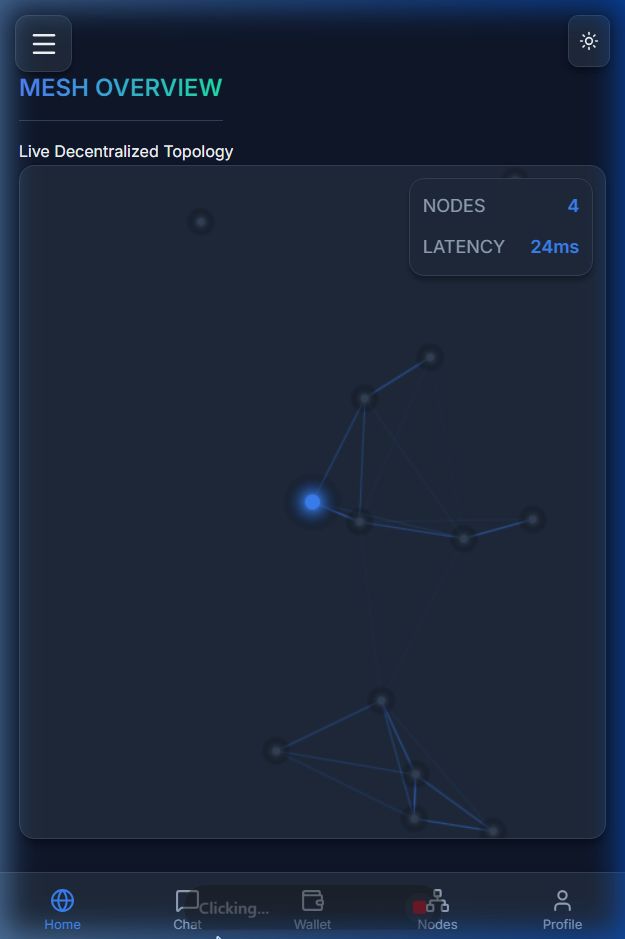 MESH OVERVIEW
Live Decentralized Topology
NODES 4
LATENCY 24ms
Clicking...
Home Chat Wallet Nodes Profile